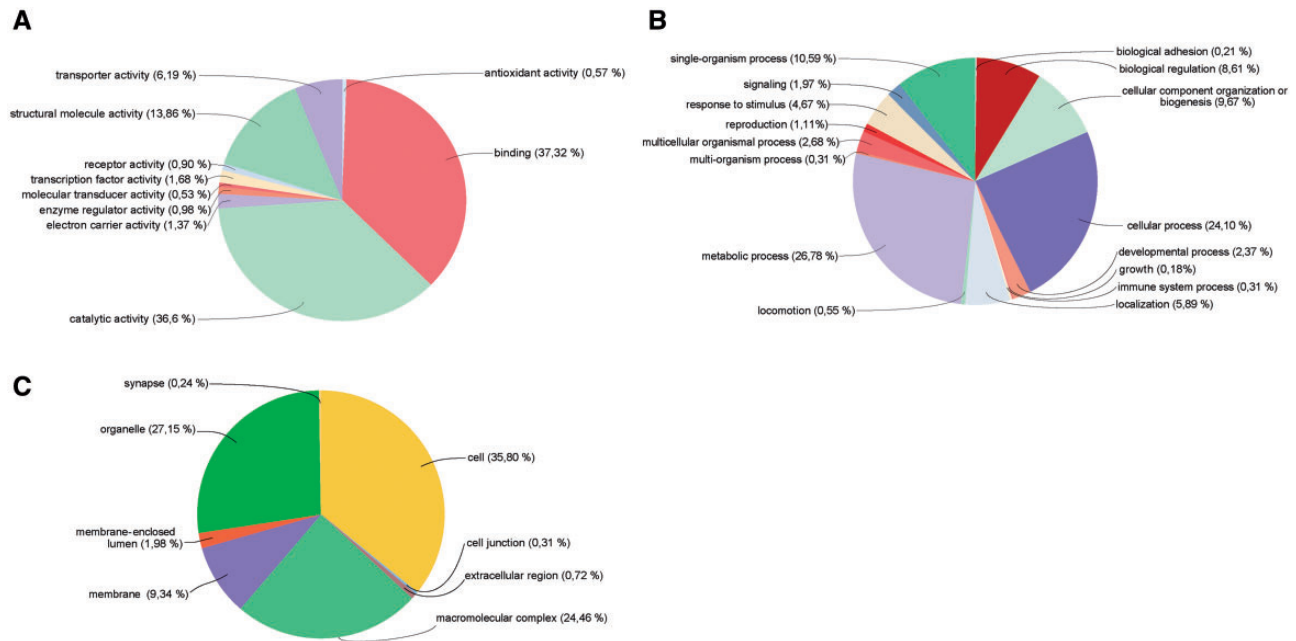 A
transporter activity (6,19 %)
antioxidant activity (0,57 %)
structural molecule activity (13,86 %)
binding (37,32 %)
receptor activity (0,90 %)
transcription factor activity (1,68 %)
molecular transducer activity (0,53 %)
enzyme regulator activity (0,98 %)
electron carrier activity (1,37 %)
catalytic activity (36,6 %)
B
single-organism process (10,59 %)
biological adhesion (0,21 %)
biological regulation (8,61 %)
signaling (1,97 %)
cellular component organization or
biogenesis (9,67 %)
response to stimulus (4,67 %)
reproduction (1,11%)
multicellular organismal process (2,68 %)
multi-organism process (0,31 %)
cellular process (24,10 %)
metabolic process (26,78 %)
developmental process (2,37 %)
growth (0,18%)
immune system process (0,31 %)
localization (5,89 %)
locomotion (0,55 %)
C
synapse (0,24 %)
organelle (27,15 %)
cell (35,80 %)
membrane-enclosed
lumen (1,98 %)
cell junction (0,31 %)
extracellular region (0,72 %)
membrane (9,34 %)
macromolecular complex (24,46 %)